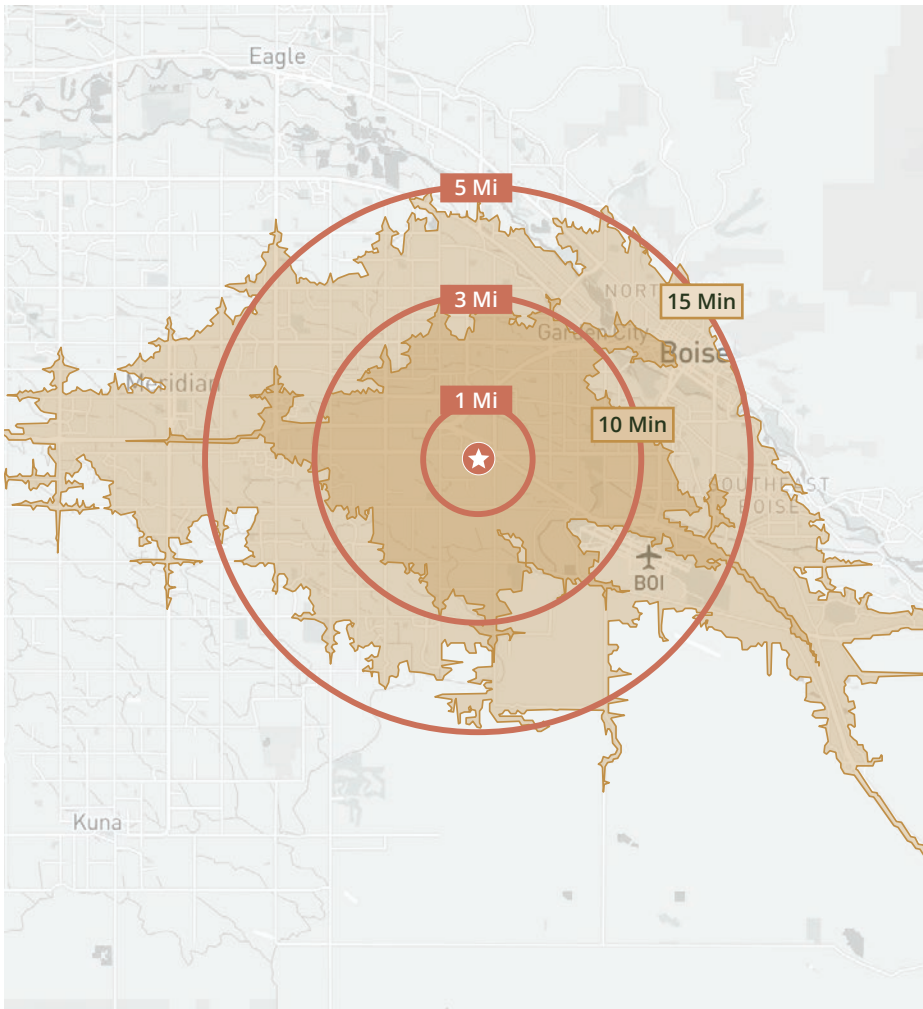 Eagle
5 Mi
NORT
15 Min
3 Mi
Garden City
Boise
Meridian
1 Mi
10 Min
SOUTHEAST
BOISE
BOI
Kuna